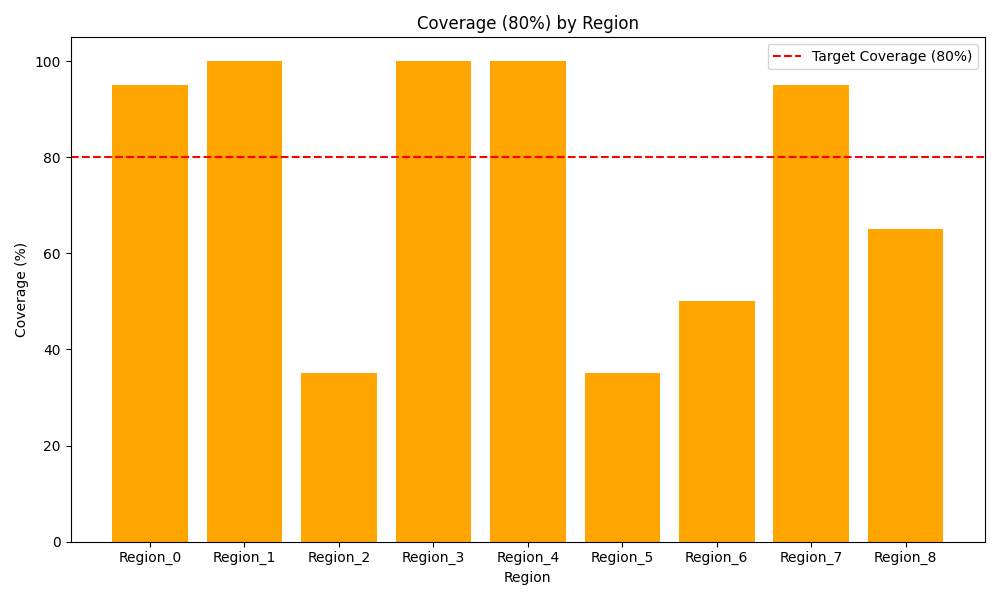 Coverage (80%) by Region
Target Coverage (80%)
Coverage (%)
100
80
60
40
20
0
Region_0 Region_1 Region_2 Region_3 Region_4 Region_5 Region_6 Region_7 Region_8
Region